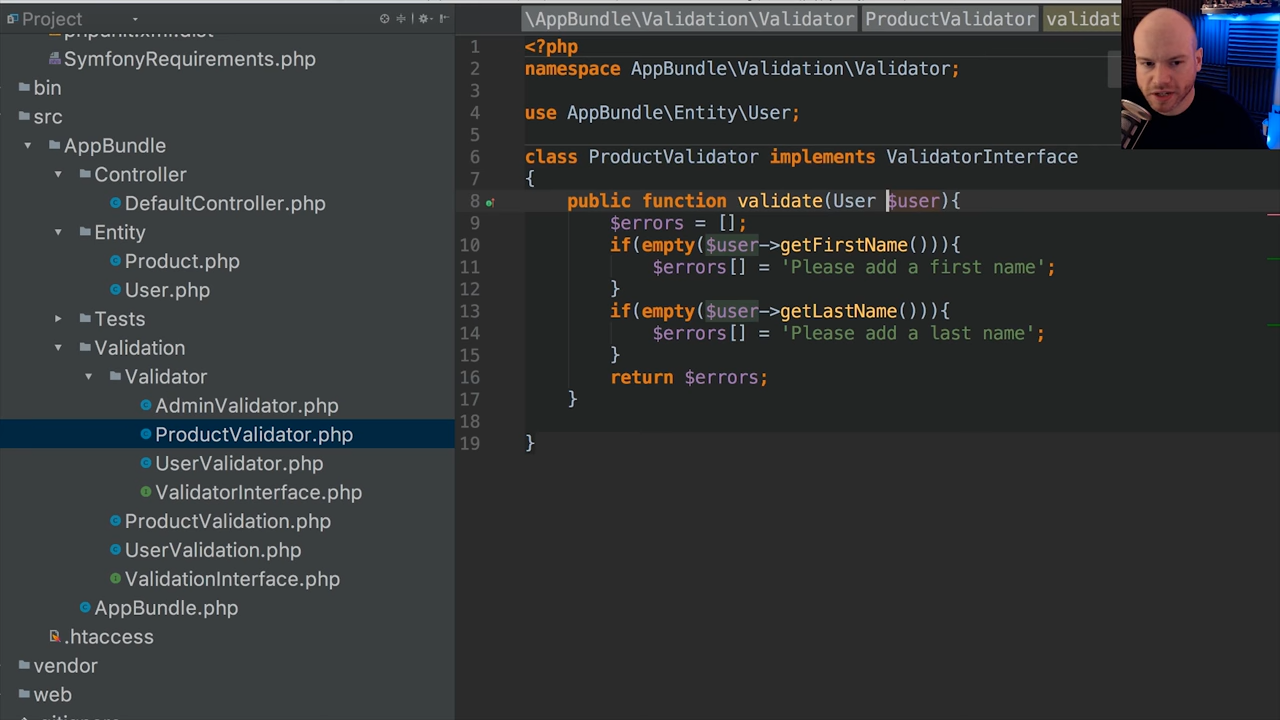 Project
phpunit.xml.dist
SymfonyRequirements.php
bin
src
AppBundle
Controller
DefaultController.php
Entity
Product.php
User.php
Tests
Validation
Validator
AdminValidator.php
ProductValidator.php
UserValidator.php
ValidatorInterface.php
ProductValidation.php
UserValidation.php
ValidationInterface.php
AppBundle.php
.htaccess
vendor
web
.gitignore
\AppBundle\Validation\Validator ProductValidator validat
1 <?php
2 namespace AppBundle\Validation\Validator;
3
4 use AppBundle\Entity\User;
5
6 class ProductValidator implements ValidatorInterface
7 {
8 public function validate(User $user){
9 $errors = [];
10 if(empty($user->getFirstName())){
11 $errors[] = 'Please add a first name';
12 }
13 if(empty($user->getLastName())){
14 $errors[] = 'Please add a last name';
15 }
16 return $errors;
17 }
18
19 }